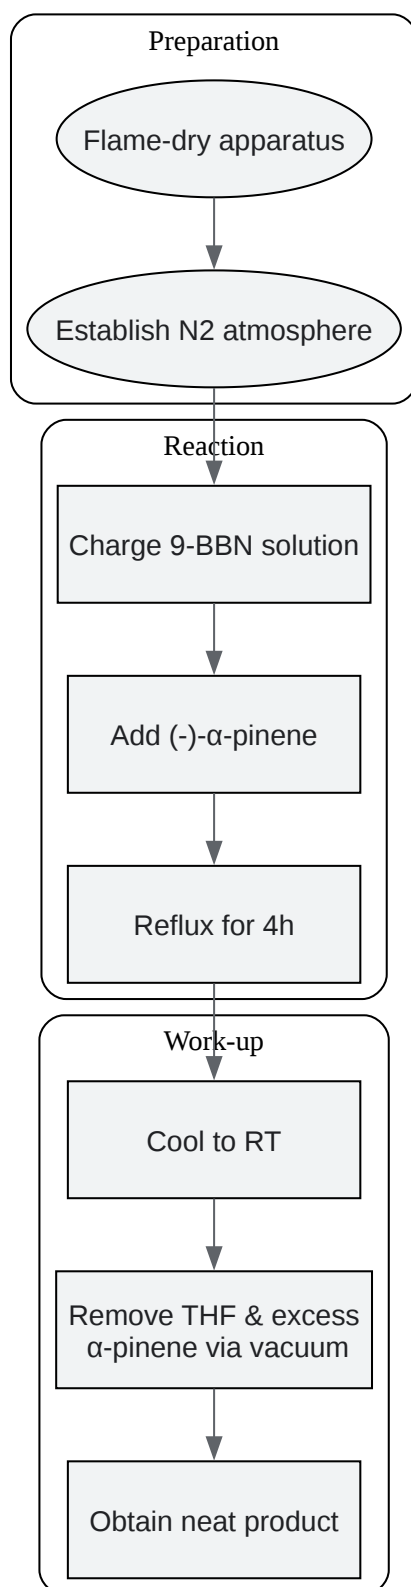 Preparation
Flame-dry apparatus
Establish N2 atmosphere
Reaction
Charge 9-BBN solution
Add (-)-α-pinene
Reflux for 4h
Work-up
Cool to RT
Remove THF & excess
α-pinene via vacuum
Obtain neat product